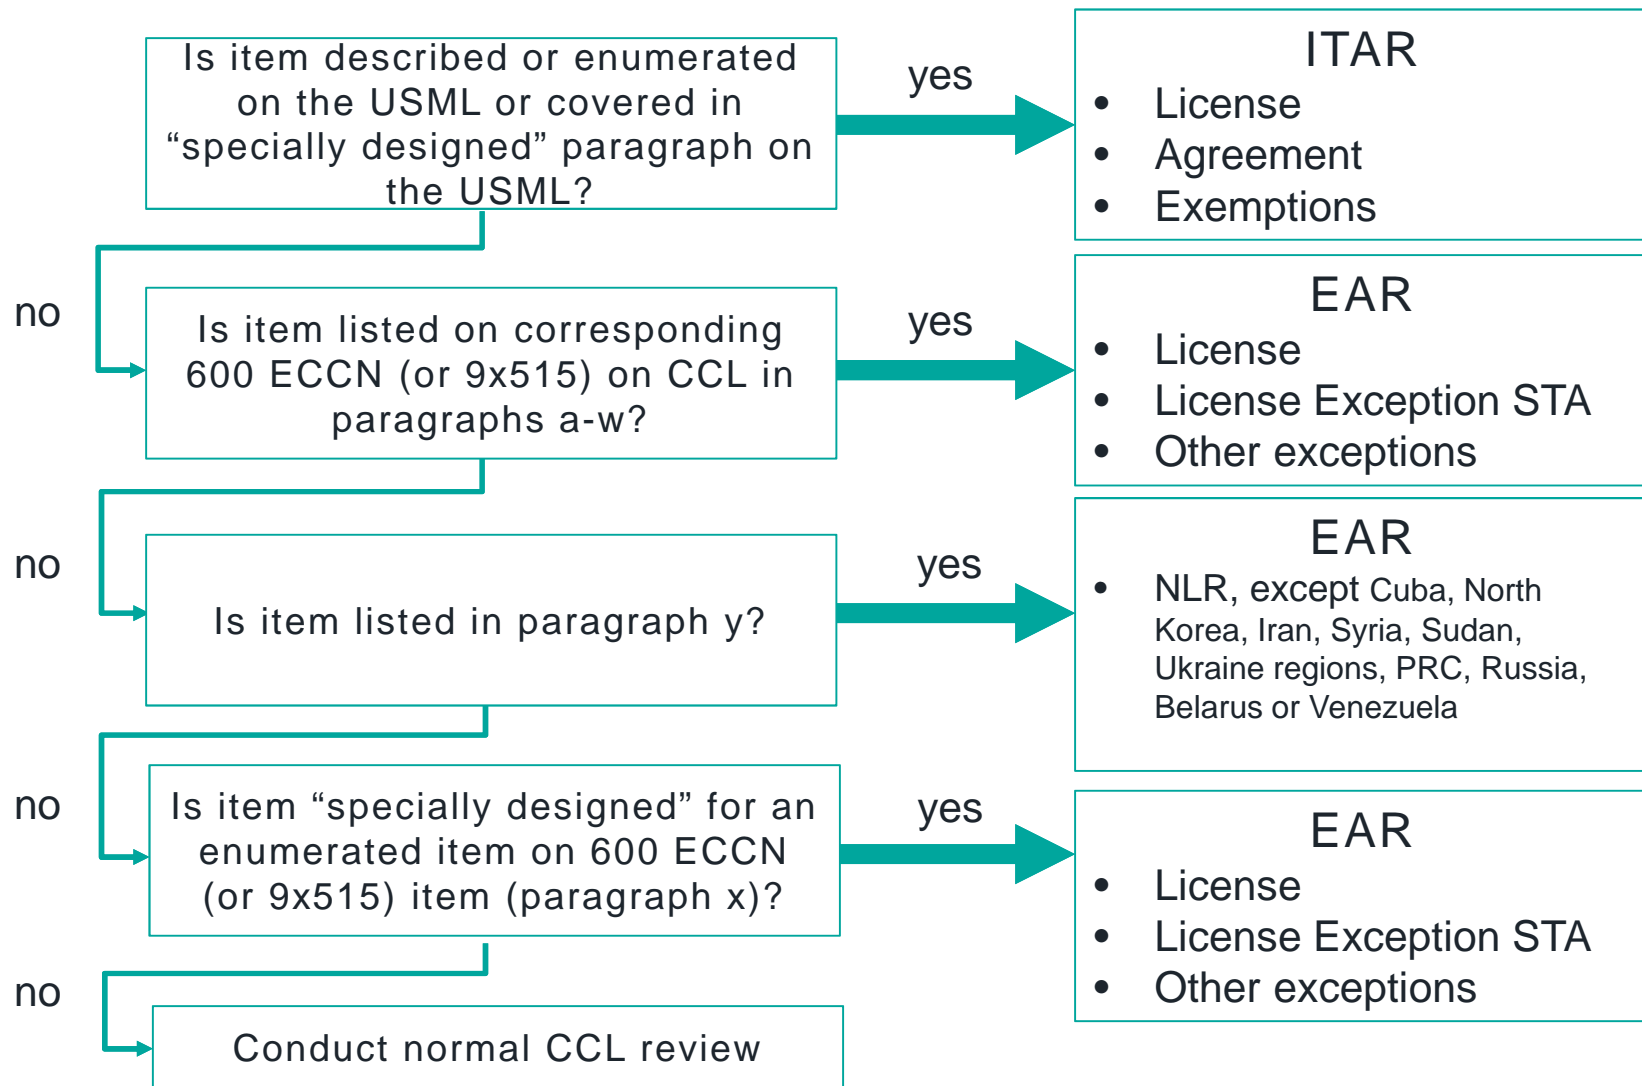 Is item described or enumerated
on the USML or covered in
“specially designed” paragraph on
the USML?
yes
ITAR
• License
• Agreement
• Exemptions
no
Is item listed on corresponding
600 ECCN (or 9x515) on CCL in
paragraphs a-w?
yes
EAR
• License
• License Exception STA
• Other exceptions
no
Is item listed in paragraph y?
yes
EAR
• NLR, except Cuba, North
Korea, Iran, Syria, Sudan,
Ukraine regions, PRC, Russia,
Belarus or Venezuela
no
Is item “specially designed” for an
enumerated item on 600 ECCN
(or 9x515) item (paragraph x)?
yes
EAR
• License
• License Exception STA
• Other exceptions
no
Conduct normal CCL review